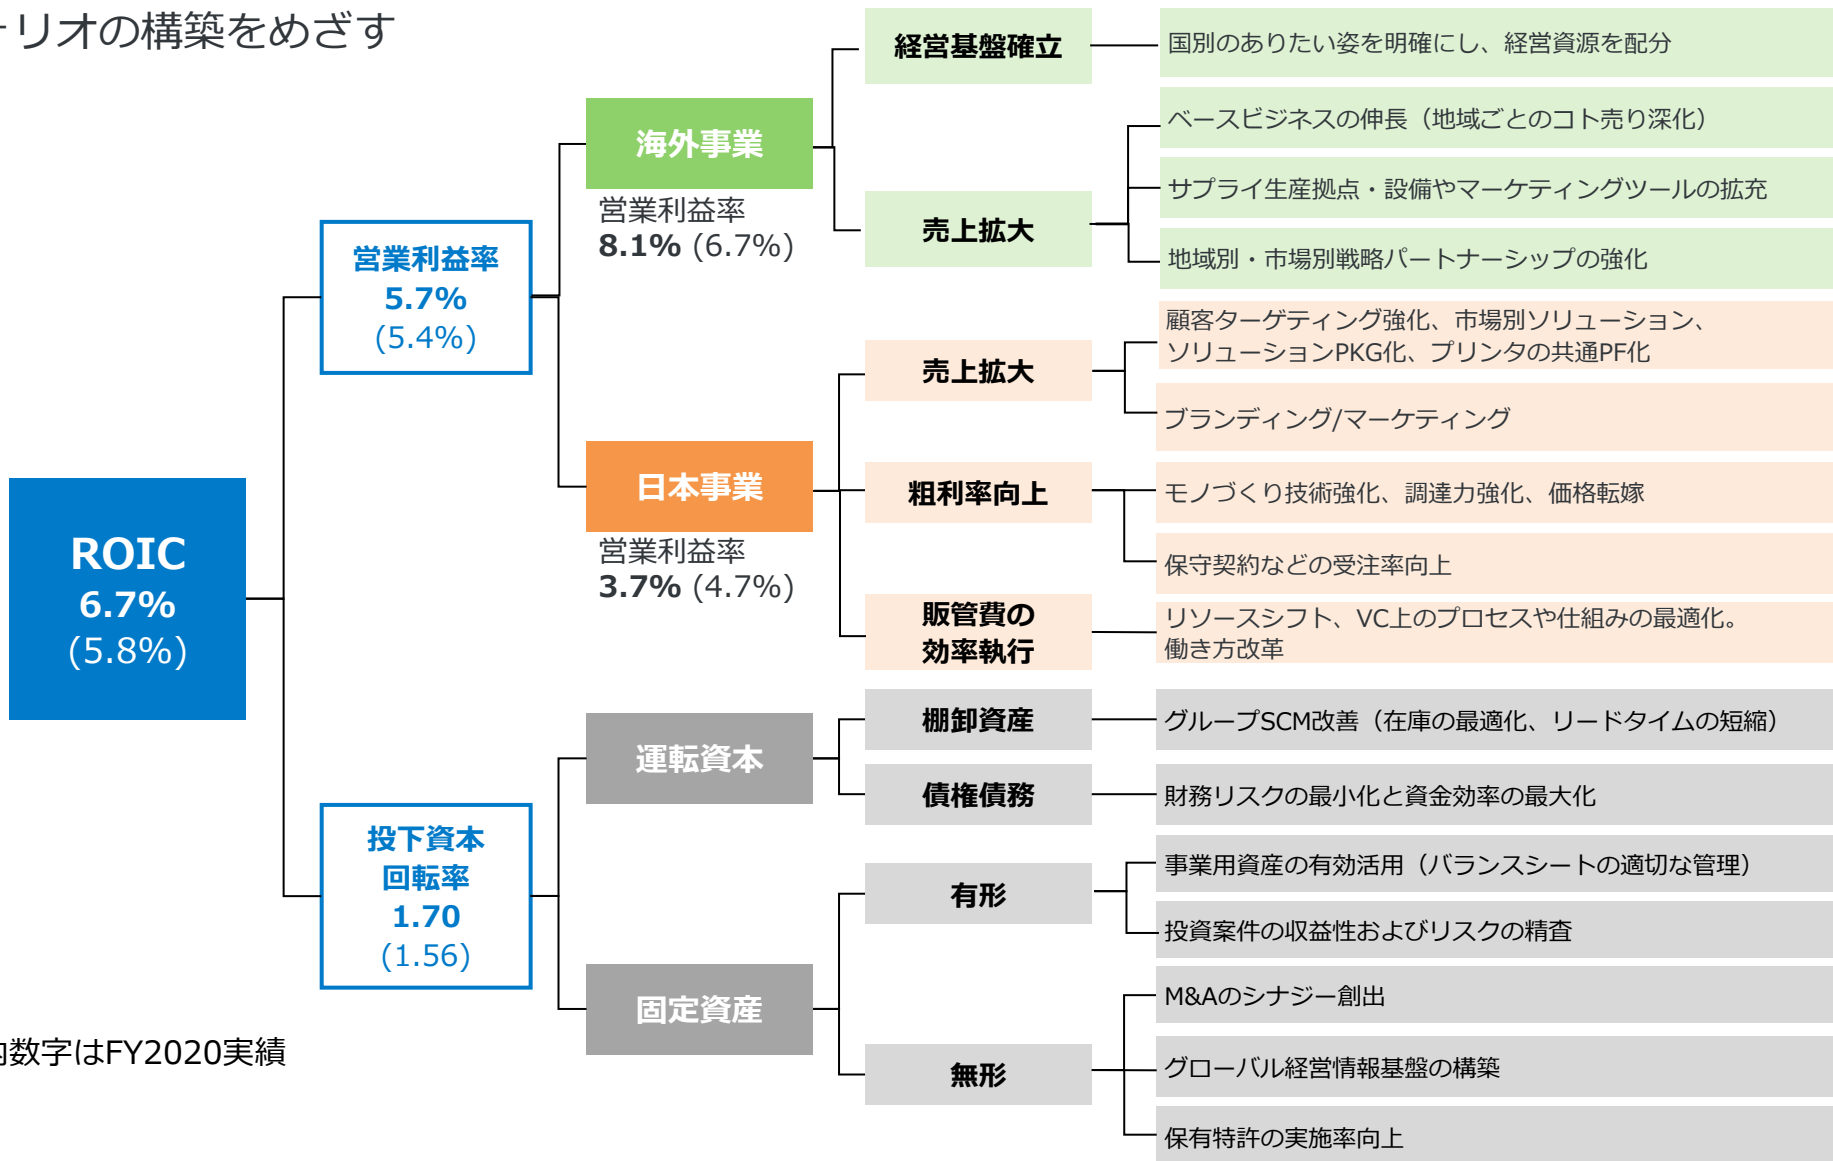 リオの構築をめざす
ROIC
6.7%
(5.8%)
営業利益率
5.7%
(5.4%)
投下資本
回転率
1.70
(1.56)
海外事業
営業利益率
8.1% (6.7%)
日本事業
営業利益率
3.7% (4.7%)
運転資本
固定資産
経営基盤確立
国別のありたい姿を明確にし、経営資源を配分
売上拡大
ベースビジネスの伸長（地域ごとのコト売り深化）
サプライ生産拠点・設備やマーケティングツールの拡充
地域別・市場別戦略パートナーシップの強化
売上拡大
顧客ターゲティング強化、市場別ソリューション、
ソリューションPKG化、プリンタの共通PF化
ブランディング/マーケティング
粗利率向上
モノづくり技術強化、調達力強化、価格転嫁
保守契約などの受注率向上
販管費の
効率執行
リソースシフト、VC上のプロセスや仕組みの最適化。
働き方改革
棚卸資産
グループSCM改善（在庫の最適化、リードタイムの短縮）
債権債務
財務リスクの最小化と資金効率の最大化
有形
事業用資産の有効活用（バランスシートの適切な管理）
投資案件の収益性およびリスクの精査
無形
M&Aのシナジー創出
グローバル経営情報基盤の構築
保有特許の実施率向上
内数字はFY2020実績